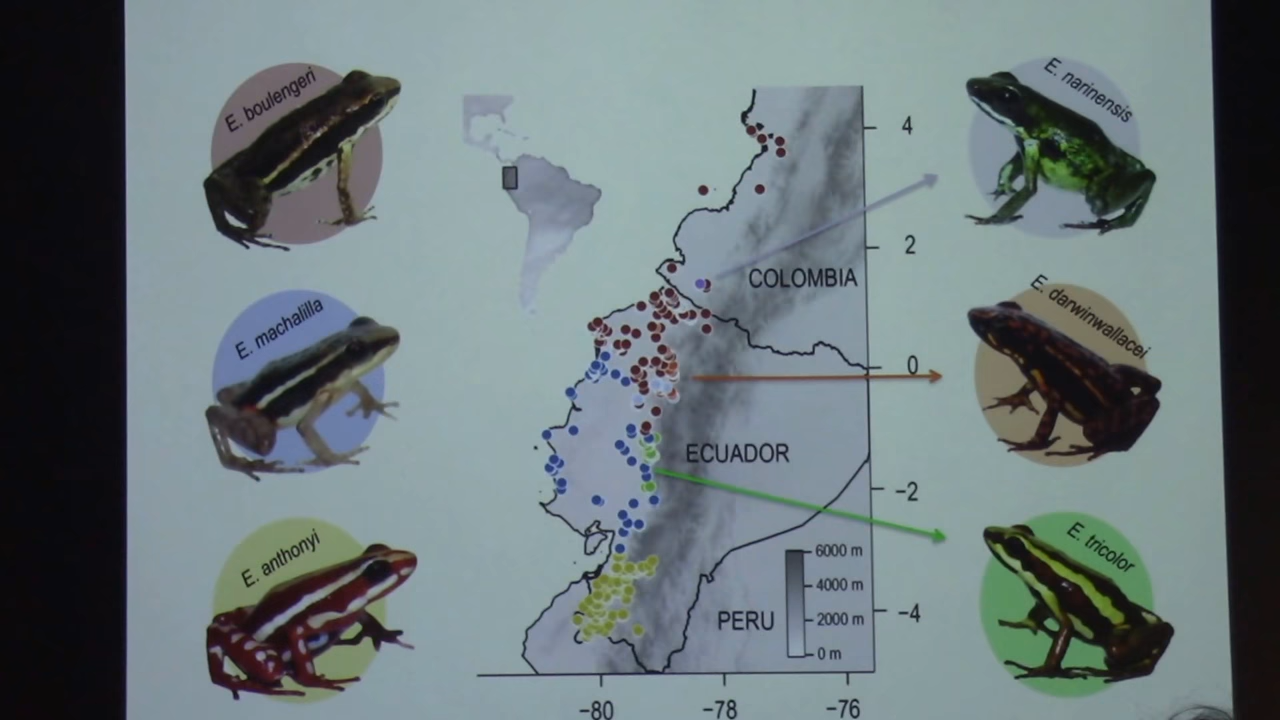 E. boulengeri
E. narinensis
4
2
COLOMBIA
E. machalilla
E. darwinwallacei
0
ECUADOR
−2
E. anthonyi
E. tricolor
6000 m
4000 m
2000 m
0 m
PERU
−4
−80
−78
−76